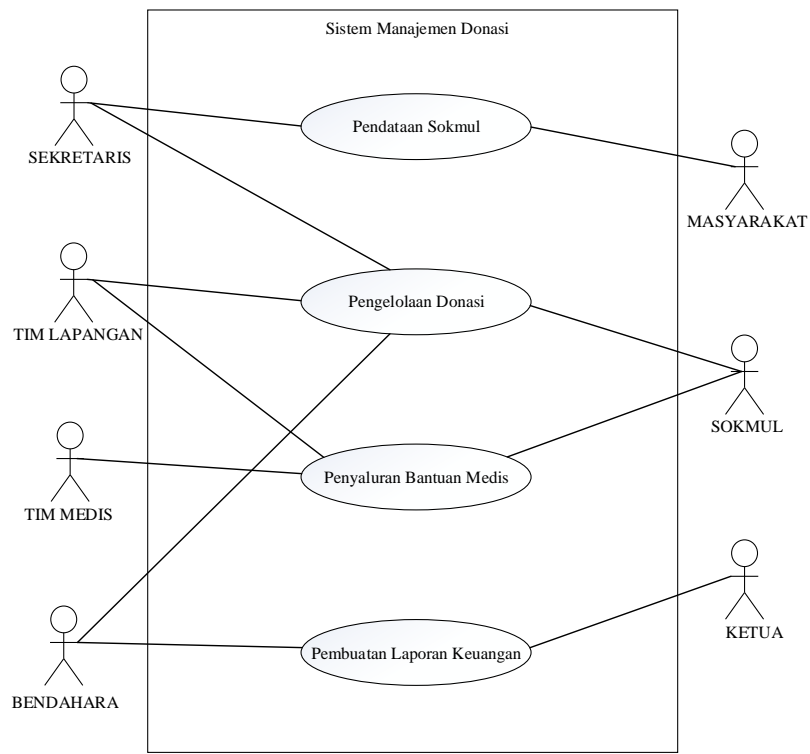 Sistem Manajemen Donasi
SEKRETARIS
Pendataan Sokmul
MASYARAKAT
TIM LAPANGAN
Pengelolaan Donasi
SOKMUL
TIM MEDIS
Penyaluran Bantuan Medis
KETUA
BENDAHARA
Pembuatan Laporan Keuangan